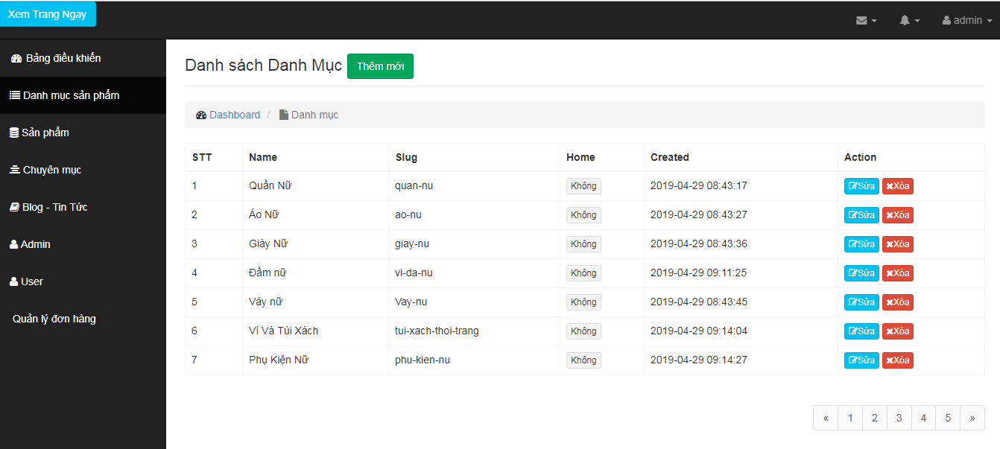 Xem Trang Ngay
admin
Bảng điều khiển
Danh mục sản phẩm
Sản phẩm
Chuyên mục
Blog - Tin Tức
Admin
User
Quản lý đơn hàng
Danh sách Danh Mục Thêm mới
Dashboard / Danh mục
STT Name Slug Home Created Action
1 Quần Nữ quan-nu Không 2019-04-29 08:43:17 Sửa Xóa
2 Áo Nữ ao-nu Không 2019-04-29 08:43:27 Sửa Xóa
3 Giày Nữ giay-nu Không 2019-04-29 08:43:36 Sửa Xóa
4 Đầm nữ vi-da-nu Không 2019-04-29 09:11:25 Sửa Xóa
5 Váy nữ Vay-nu Không 2019-04-29 08:43:45 Sửa Xóa
6 Ví Và Túi Xách tui-xach-thoi-trang Không 2019-04-29 09:14:04 Sửa Xóa
7 Phụ Kiện Nữ phu-kien-nu Không 2019-04-29 09:14:27 Sửa Xóa
« 1 2 3 4 5 »